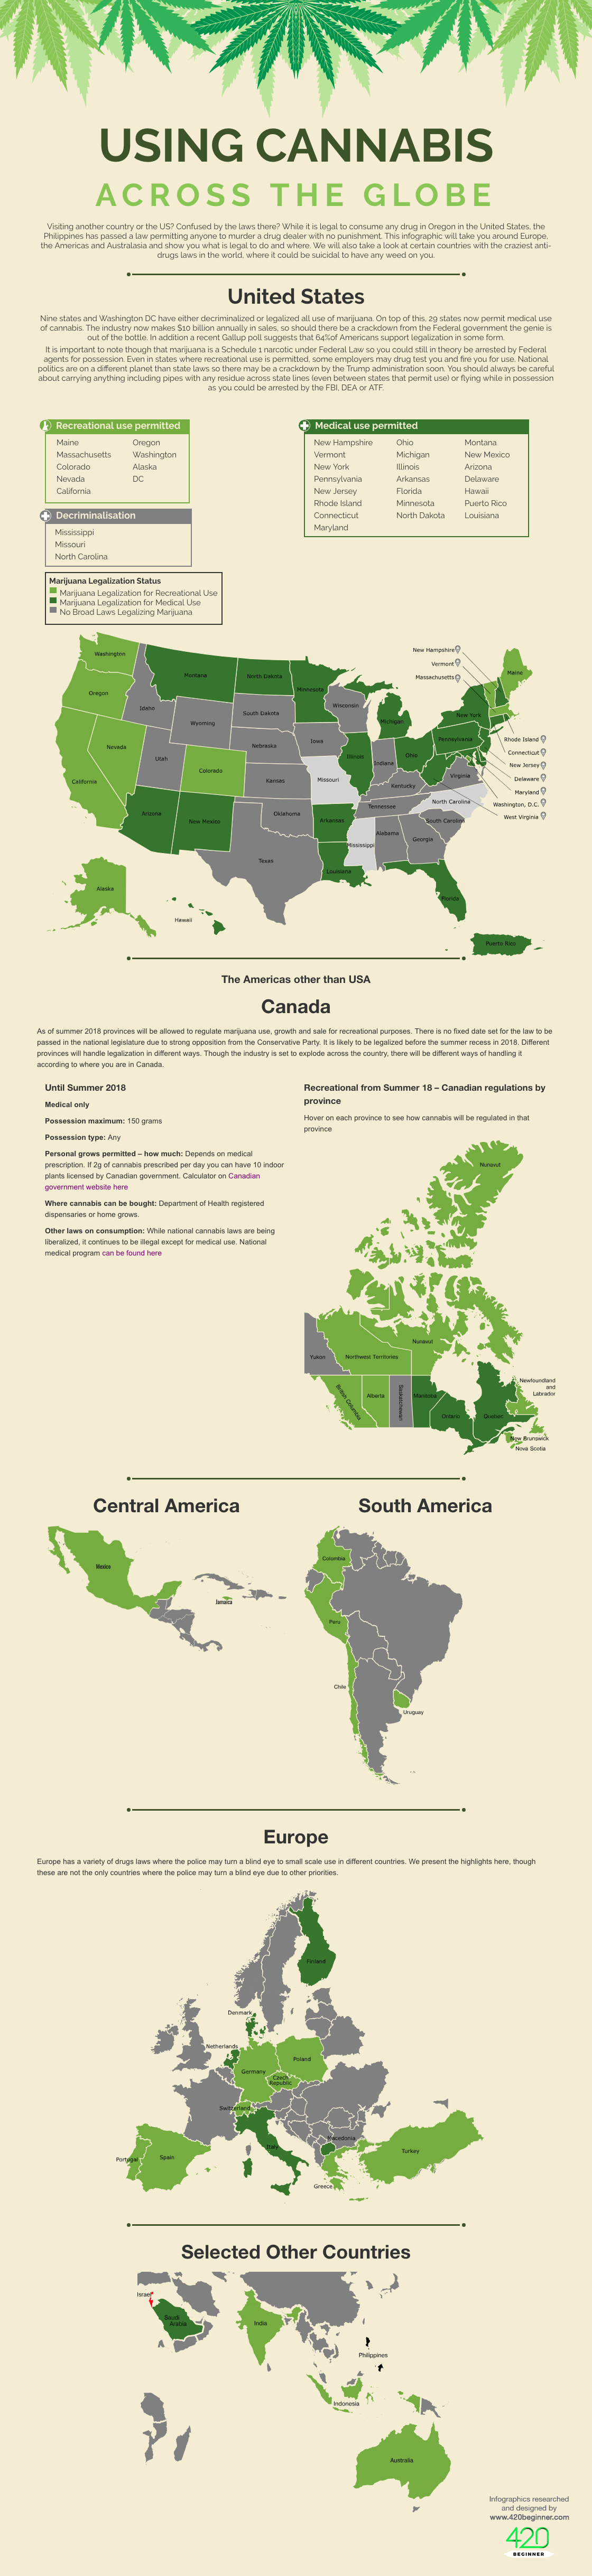 USING CANNABIS
ACROSS THE GLOBE
Visiting another country or the US? Confused by the laws there? While it is legal to consume any drug in Oregon in the United States, the
Philippines has passed a law permitting anyone to murder a drug dealer with no punishment. This infographic will take you around Europe,
the Americas and Australasia and show you what is legal to do and where. We will also take a look at certain countries with the craziest anti-
drugs laws in the world, where it could be suicidal to have any weed on you.
United States
Nine states and Washington DC have either decriminalized or legalized all use of marijuana. On top of this, 29 states now permit medical use
of cannabis. The industry now makes $10 billion annually in sales, so should there be a crackdown from the Federal government the genie is
out of the bottle. In addition a recent Gallup poll suggests that 64%of Americans support legalization in some form.
It is important to note though that marijuana is a Schedule 1 narcotic under Federal Law so you could still in theory be arrested by Federal
agents for possession. Even in states where recreational use is permitted, some employers may drug test you and fire you for use. National
politics are on a different planet than state laws so there may be a crackdown by the Trump administration soon. You should always be careful
about carrying anything including pipes with any residue across state lines (even between states that permit use) or flying while in possession
as you could be arrested by the FBI, DEA or ATF.
Recreational use permitted
Maine Oregon
Massachusetts Washington
Colorado Alaska
Nevada DC
California
Decriminalisation
Mississippi
Missouri
North Carolina
Medical use permitted
New Hampshire Ohio Montana
Vermont Michigan New Mexico
New York Illinois Arizona
Pennsylvania Arkansas Delaware
New Jersey Florida Hawaii
Rhode Island Minnesota Puerto Rico
Connecticut North Dakota Louisiana
Maryland
Marijuana Legalization Status
Marijuana Legalization for Recreational Use
Marijuana Legalization for Medical Use
No Broad Laws Legalizing Marijuana
Washington
Oregon
California
Nevada
Idaho
Montana
Wyoming
Utah
Colorado
Arizona
New Mexico
North Dakota
South Dakota
Nebraska
Kansas
Oklahoma
Texas
Minnesota
Iowa
Missouri
Arkansas
Louisiana
Wisconsin
Illinois
Michigan
Indiana
Ohio
Kentucky
Tennessee
Mississippi
Alabama
Georgia
Florida
South Carolina
North Carolina
Virginia
Pennsylvania
New York
Maine
New Hampshire
Vermont
Massachusetts
Rhode Island
Connecticut
New Jersey
Delaware
Maryland
Washington, D.C.
West Virginia
Alaska
Hawaii
Puerto Rico
The Americas other than USA
Canada
As of summer 2018 provinces will be allowed to regulate marijuana use, growth and sale for recreational purposes. There is no fixed date set for the law to be
passed in the national legislature due to strong opposition from the Conservative Party. It is likely to be legalized before the summer recess in 2018. Different
provinces will handle legalization in different ways. Though the industry is set to explode across the country, there will be different ways of handling it
according to where you are in Canada.
Until Summer 2018
Medical only
Possession maximum: 150 grams
Possession type: Any
Personal grows permitted – how much: Depends on medical
prescription. If 2g of cannabis prescribed per day you can have 10 indoor
plants licensed by Canadian government. Calculator on Canadian
government website here
Where cannabis can be bought: Department of Health registered
dispensaries or home grows.
Other laws on consumption: While national cannabis laws are being
liberalized, it continues to be illegal except for medical use. National
medical program can be found here
Recreational from Summer 18 – Canadian regulations by
province
Hover on each province to see how cannabis will be regulated in that
province
Nunavut
Nunavut
Yukon
Northwest Territories
British Columbia
Alberta
Saskatchewan
Manitoba
Ontario
Quebec
Newfoundland
and
Labrador
New Brunswick
Nova Scotia
Central America
Mexico
Jamaica
South America
Colombia
Peru
Chile
Uruguay
Europe
Europe has a variety of drugs laws where the police may turn a blind eye to small scale use in different countries. We present the highlights here, though
these are not the only countries where the police may turn a blind eye due to other priorities.
Finland
Denmark
Netherlands
Germany
Poland
Czech
Republic
Switzerland
Italy
Macedonia
Portugal
Spain
Greece
Turkey
Selected Other Countries
Israel
Saudi
Arabia
India
Philippines
Indonesia
Australia
Infographics researched
and designed by
www.420beginner.com
420
BEGINNER